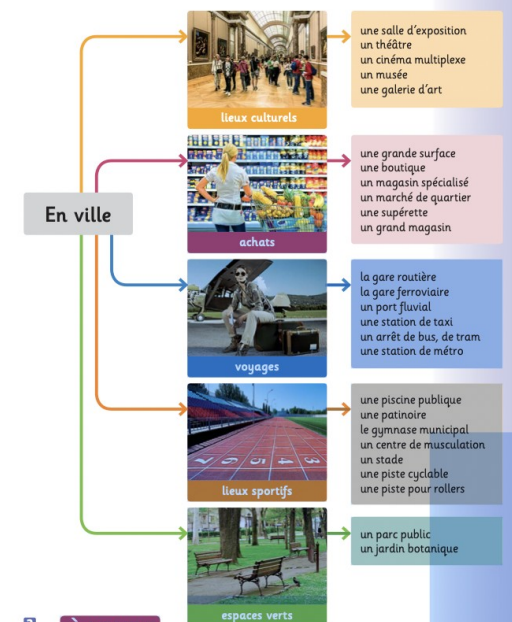 En ville
lieux culturels
une salle d'exposition
un théâtre
un cinéma multiplexe
un musée
une galerie d'art
achats
une grande surface
une boutique
un magasin spécialisé
un marché de quartier
une supérette
un grand magasin
voyages
la gare routière
la gare ferroviaire
un port fluvial
une station de taxi
un arrêt de bus, de tram
une station de métro
lieux sportifs
une piscine publique
une patinoire
le gymnase municipal
un centre de musculation
un stade
une piste cyclable
une piste pour rollers
espaces verts
un parc public
un jardin botanique